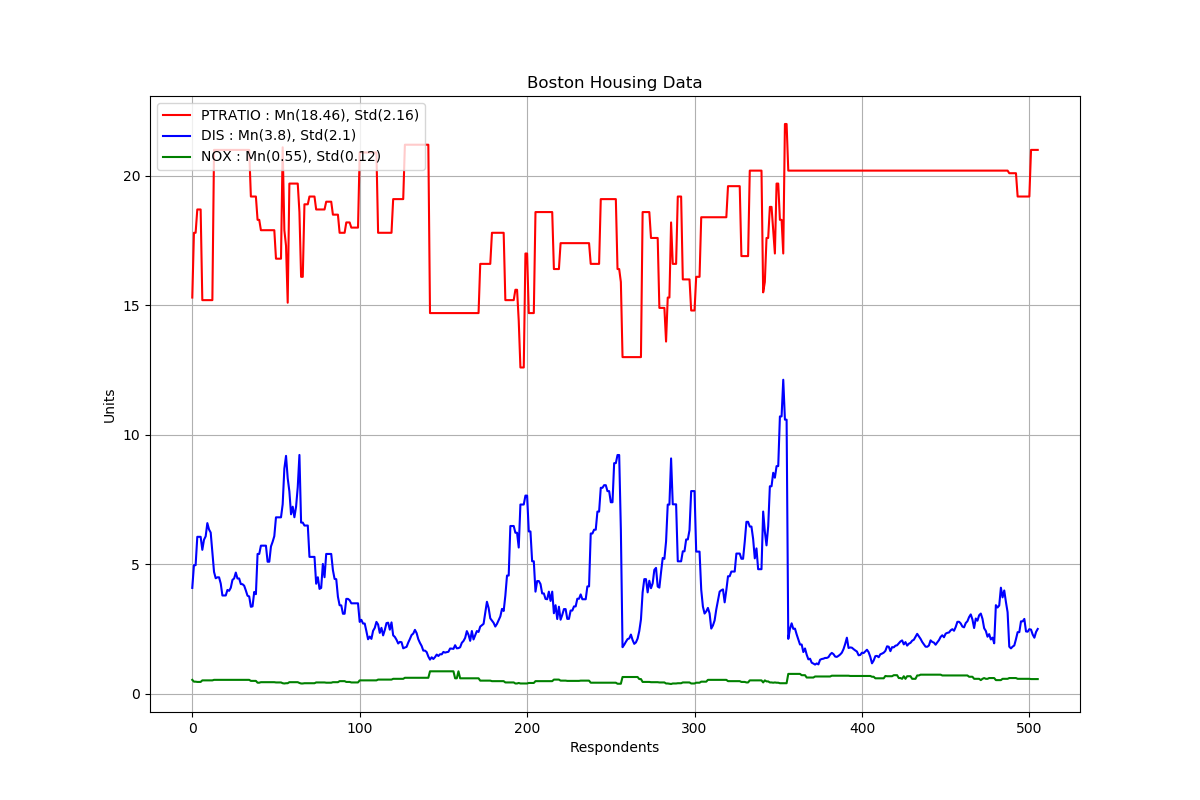 Boston Housing Data
PTRATIO : Mn(18.46), Std(2.16)
DIS : Mn(3.8), Std(2.1)
NOX : Mn(0.55), Std(0.12)
20
15
10
5
0
Units
0 100 200 300 400 500
Respondents